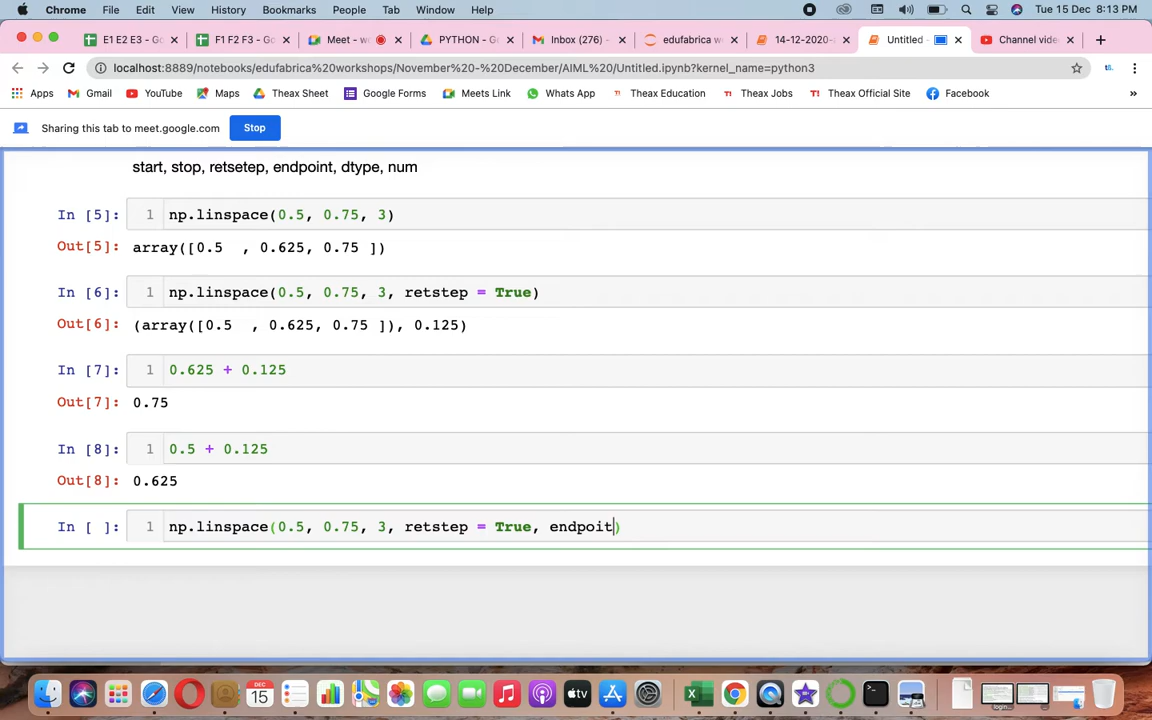 Chrome File Edit View History Bookmarks People Tab Window Help Tue 15 Dec 8:13 PM
E1 E2 E3 - Go F1 F2 F3 - Goo Meet - we PYTHON - G Inbox (276) - edufabrica w 14-12-2020- Untitled Channel vide
localhost:8889/notebooks/edufabrica%20workshops/November%20-%20December/AIML%20/Untitled.ipynb?kernel_name=python3
Apps Gmail YouTube Maps Theax Sheet Google Forms Meets Link Whats App Theax Education Theax Jobs Theax Official Site Facebook »
Sharing this tab to meet.google.com Stop
start, stop, retsetep, endpoint, dtype, num
In [5]: 1 np.linspace(0.5, 0.75, 3)
Out[5]: array([0.5  , 0.625, 0.75 ])
In [6]: 1 np.linspace(0.5, 0.75, 3, retstep = True)
Out[6]: (array([0.5  , 0.625, 0.75 ]), 0.125)
In [7]: 1 0.625 + 0.125
Out[7]: 0.75
In [8]: 1 0.5 + 0.125
Out[8]: 0.625
In [ ]: 1 np.linspace(0.5, 0.75, 3, retstep = True, endpoit)
DEC
15
tv